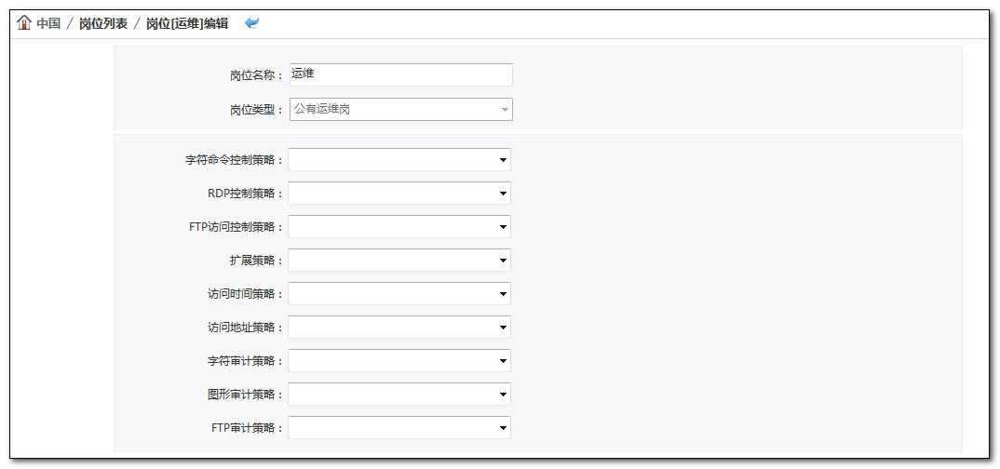 中国 / 岗位列表 / 岗位[运维]编辑
岗位名称： 运维
岗位类型： 公有运维岗
字符命令控制策略：
RDP控制策略：
FTP访问控制策略：
扩展策略：
访问时间策略：
访问地址策略：
字符审计策略：
图形审计策略：
FTP审计策略：